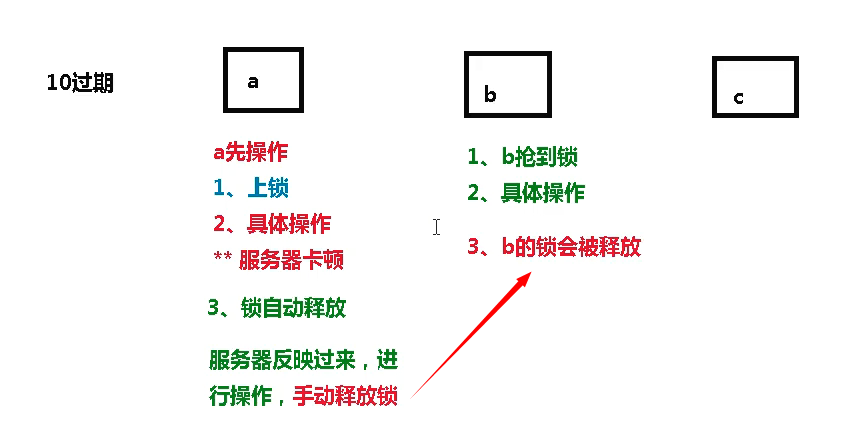 10过期
a
b
c
a先操作
1、上锁
2、具体操作
** 服务器卡顿
3、锁自动释放
服务器反映过来，进
行操作，手动释放锁
1、b抢到锁
2、具体操作
3、b的锁会被释放